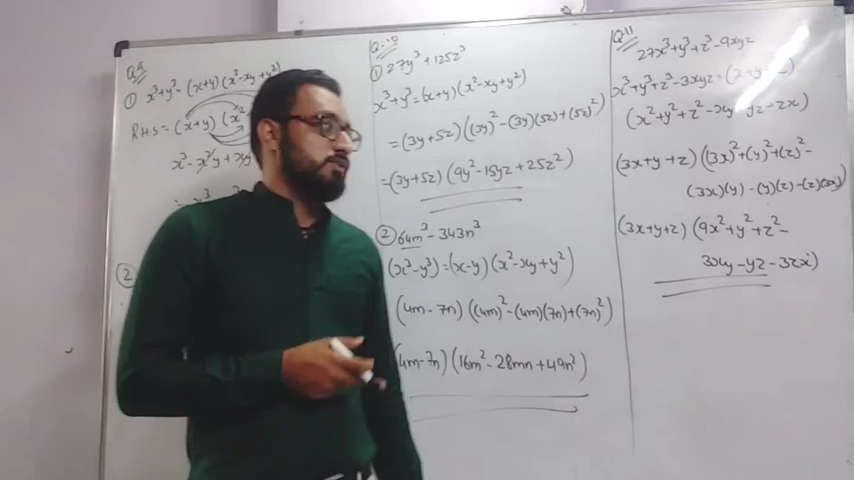 Q9
① x³+y³ = (x+y)(x²-xy+y²)
R.H.S = (x+y)(x²
x³-x²y+xy
②
Q.10
① 27y³+125z³
x³+y³=(x+y)(x²-xy+y²)
=(3y+5z)((3y)²-(3y)(5z)+(5z)²)
=(3y+5z)(9y²-15yz+25z²)
② 64m³-343n³
(x³-y³)=(x-y)(x²-xy+y²)
(4m-7n)((4m)²-(4m)(7n)+(7n)²)
(4m-7n)(16m²-28mn+49n²)
Q11
27x³+y³+z³-9xyz
x³+y³+z³-3xyz=(x+y
(x²+y²+z²-xy-yz-zx)
(3x+y+z)((3x)²+(y)²+(z)²-
(3x)(y)-(y)(z)-(z)(3x))
(3x+y+z)(9x²+y²+z²-
3xy-yz-3zx)